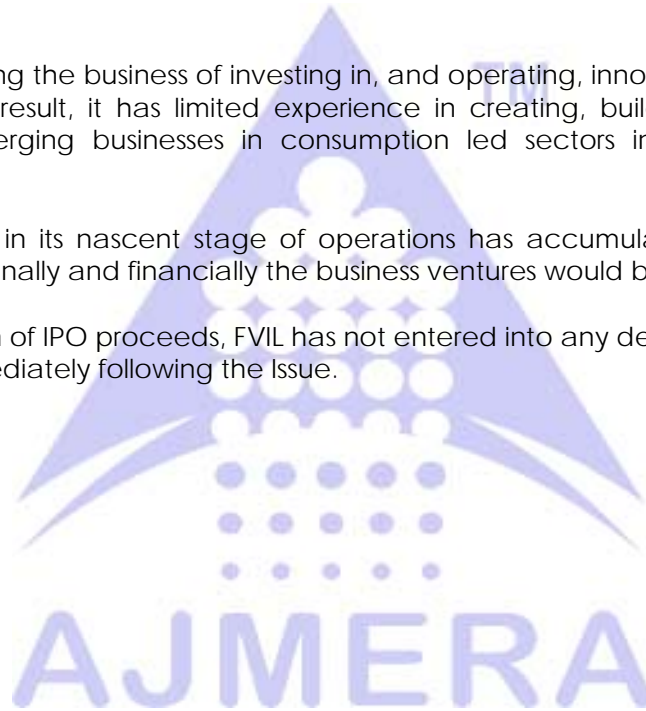 ng the business of investing in, and operating, inno
result, it has limited experience in creating, buil
erging businesses in consumption led sectors in
in its nascent stage of operations has accumula
nally and financially the business ventures would b
of IPO proceeds, FVIL has not entered into any de
ediately following the Issue.
TM
AJMERA